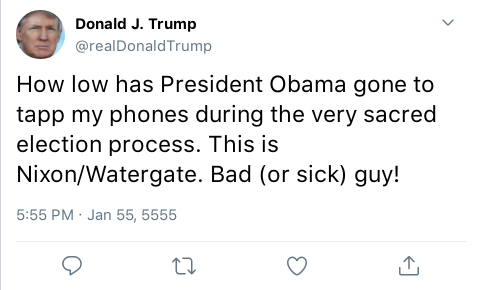 Donald J. Trump
@realDonaldTrump
How low has President Obama gone to
tapp my phones during the very sacred
election process. This is
Nixon/Watergate. Bad (or sick) guy!
5:55 PM · Jan 55, 5555